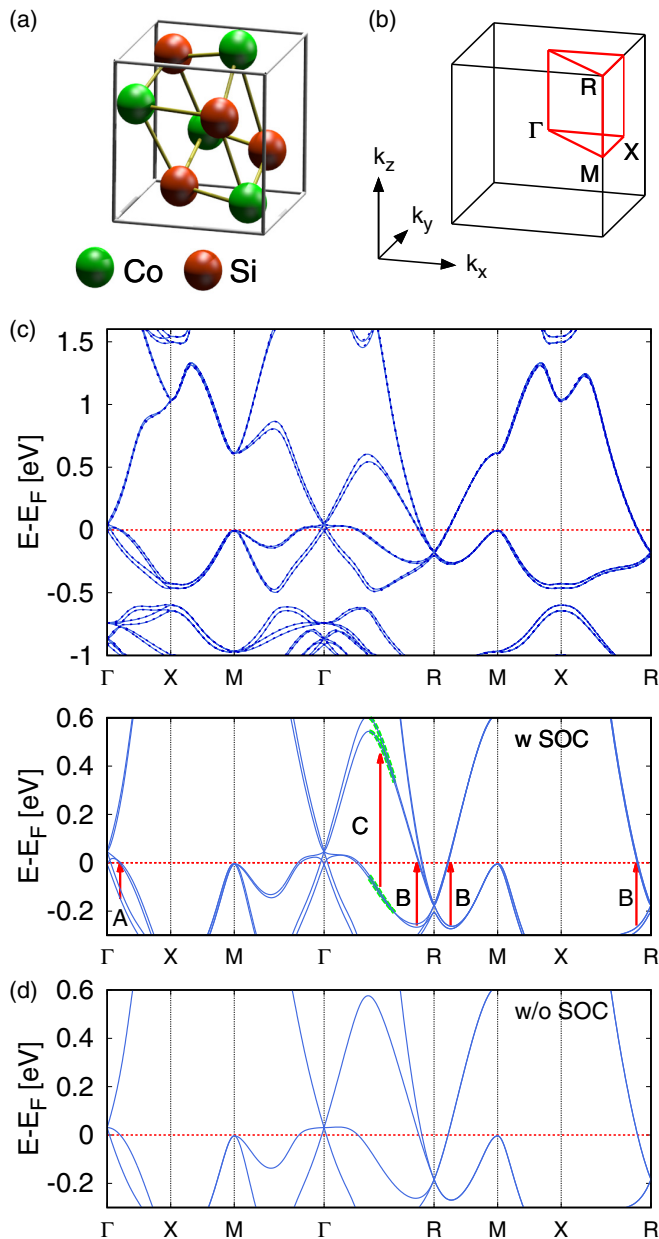 (a)
(b)
R
Γ
X
M
k_z
k_y
k_x
Co Si
(c)
E-E_F [eV]
1.5
1
0.5
0
-0.5
-1
Γ X M Γ R M X R
E-E_F [eV]
0.6
0.4
0.2
0
-0.2
w SOC
C
A
B
B
B
Γ X M Γ R M X R
(d)
E-E_F [eV]
0.6
0.4
0.2
0
-0.2
w/o SOC
Γ X M Γ R M X R